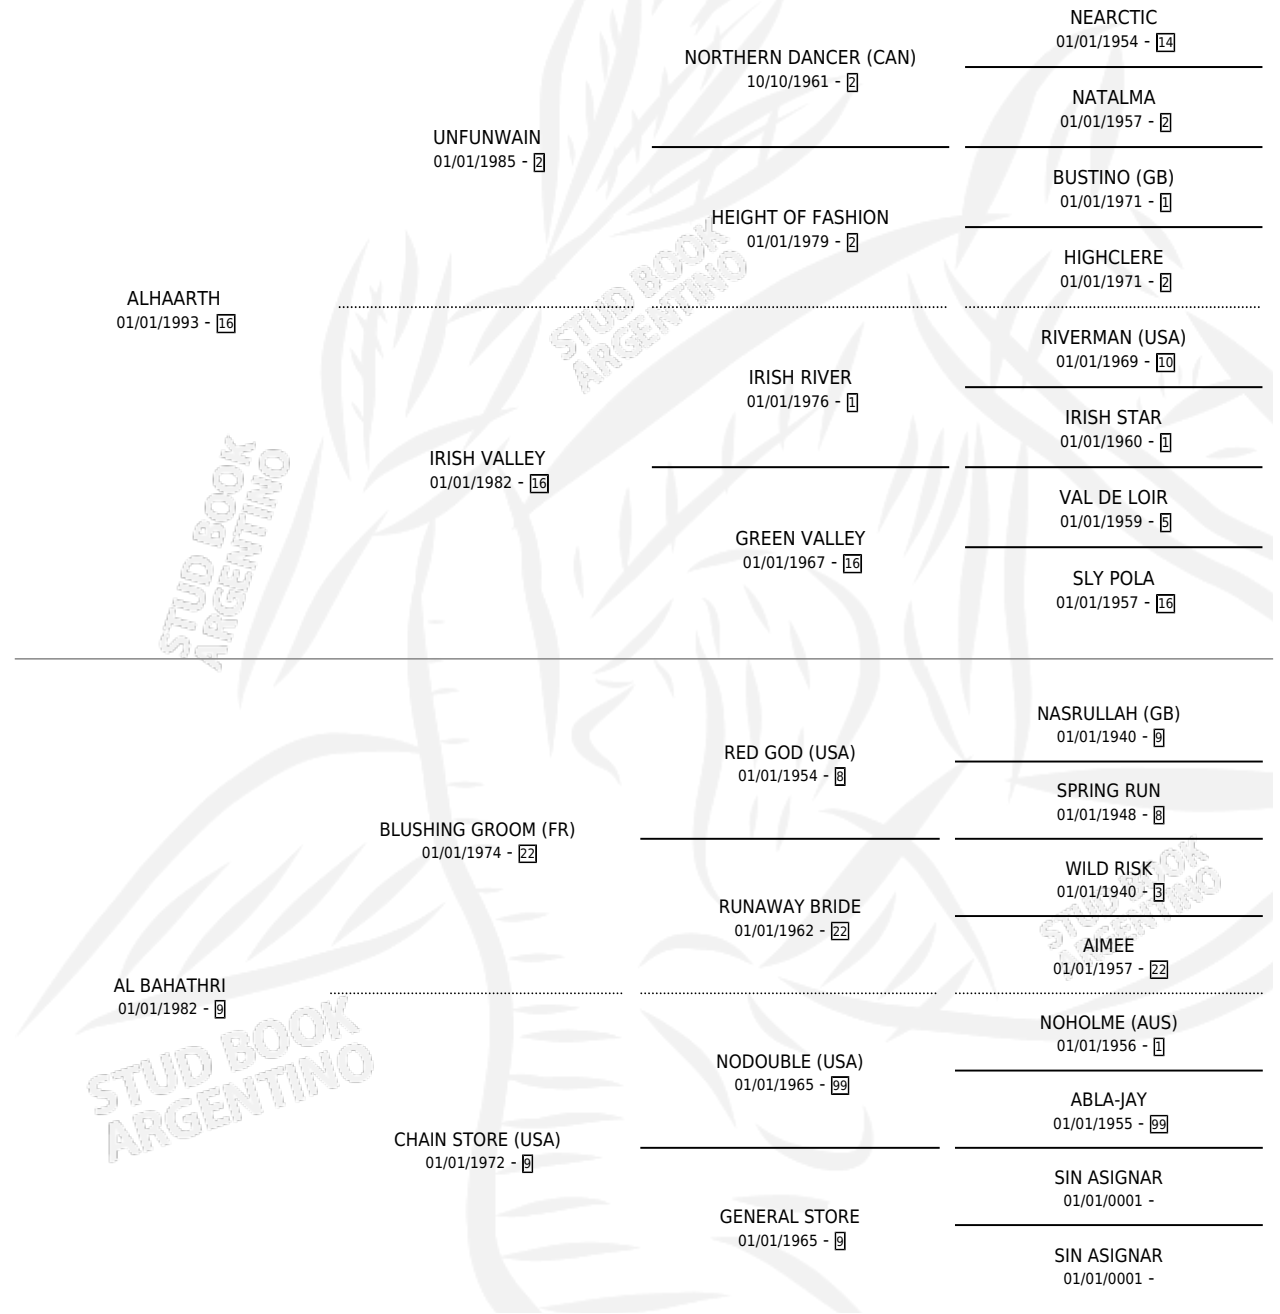 NEARCTIC
01/01/1954 - 14
NORTHERN DANCER (CAN)
10/10/1961 - 2
NATALMA
01/01/1957 - 2
UNFUNWAIN
01/01/1985 - 2
BUSTINO (GB)
01/01/1971 - 1
HEIGHT OF FASHION
01/01/1979 - 2
HIGHCLERE
01/01/1971 - 2
ALHAARTH
01/01/1993 - 16
STUD BOOK
ARGENTINO
RIVERMAN (USA)
01/01/1969 - 10
IRISH RIVER
01/01/1976 - 1
IRISH STAR
01/01/1960 - 1
IRISH VALLEY
01/01/1982 - 16
VAL DE LOIR
01/01/1959 - 5
GREEN VALLEY
01/01/1967 - 16
SLY POLA
01/01/1957 - 16
STUD BOOK
ARGENTINO
NASRULLAH (GB)
01/01/1940 - 9
RED GOD (USA)
01/01/1954 - 8
SPRING RUN
01/01/1948 - 8
BLUSHING GROOM (FR)
01/01/1974 - 22
WILD RISK
01/01/1940 - 3
RUNAWAY BRIDE
01/01/1962 - 22
STUD BOOK
ARGENTINO
AIMEE
01/01/1957 - 22
AL BAHATHRI
01/01/1982 - 9
NOHOLME (AUS)
01/01/1956 - 1
NODOUBLE (USA)
01/01/1965 - 99
STUD BOOK
ARGENTINO
ABLA-JAY
01/01/1955 - 99
CHAIN STORE (USA)
01/01/1972 - 9
SIN ASIGNAR
01/01/0001 -
GENERAL STORE
01/01/1965 - 9
SIN ASIGNAR
01/01/0001 -